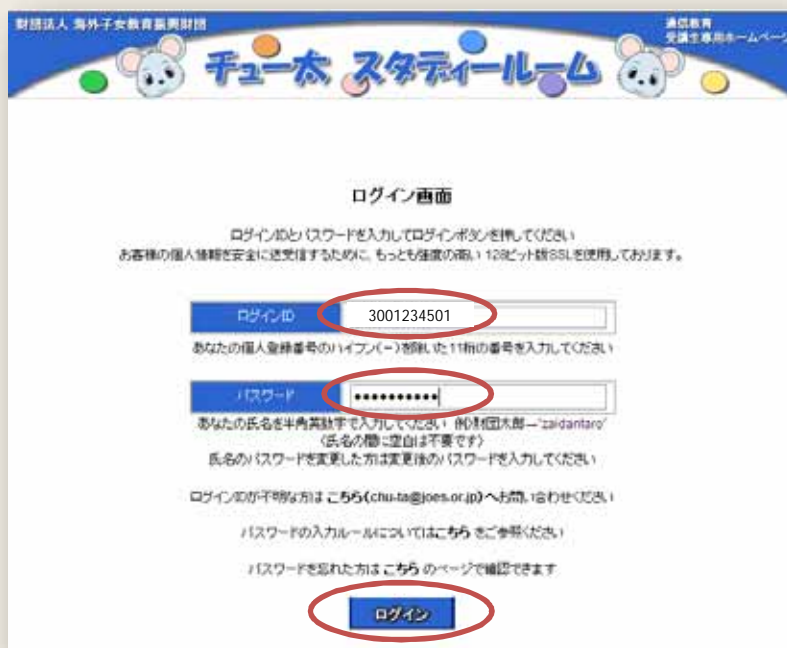 財団法人 海外子女教育振興財団
通信教育
受講生専用ホームページ
チュー太 スタディールーム
ログイン画面
ログインIDとパスワードを入力してログインボタンを押してください
お客様の個人情報を安全に送受信するために、もっとも強度の高い 128ビット版SSLを使用しております。
ログインID 3001234501
あなたの個人登録番号のハイフン(-)を除いた11桁の番号を入力してください
パスワード ••••••••••
あなたの氏名を半角英数字で入力してください 例)財団太郎→'zaidantaro'
(氏名の間に空白は不要です)
氏名のパスワードを変更した方は変更後のパスワードを入力してください
ログインIDが不明な方は こちら(chu-ta@joes.or.jp) へお問い合わせください
パスワードの入力ルールについてはこちら をご参照ください
パスワードを忘れた方は こちら のページで確認できます
ログイン